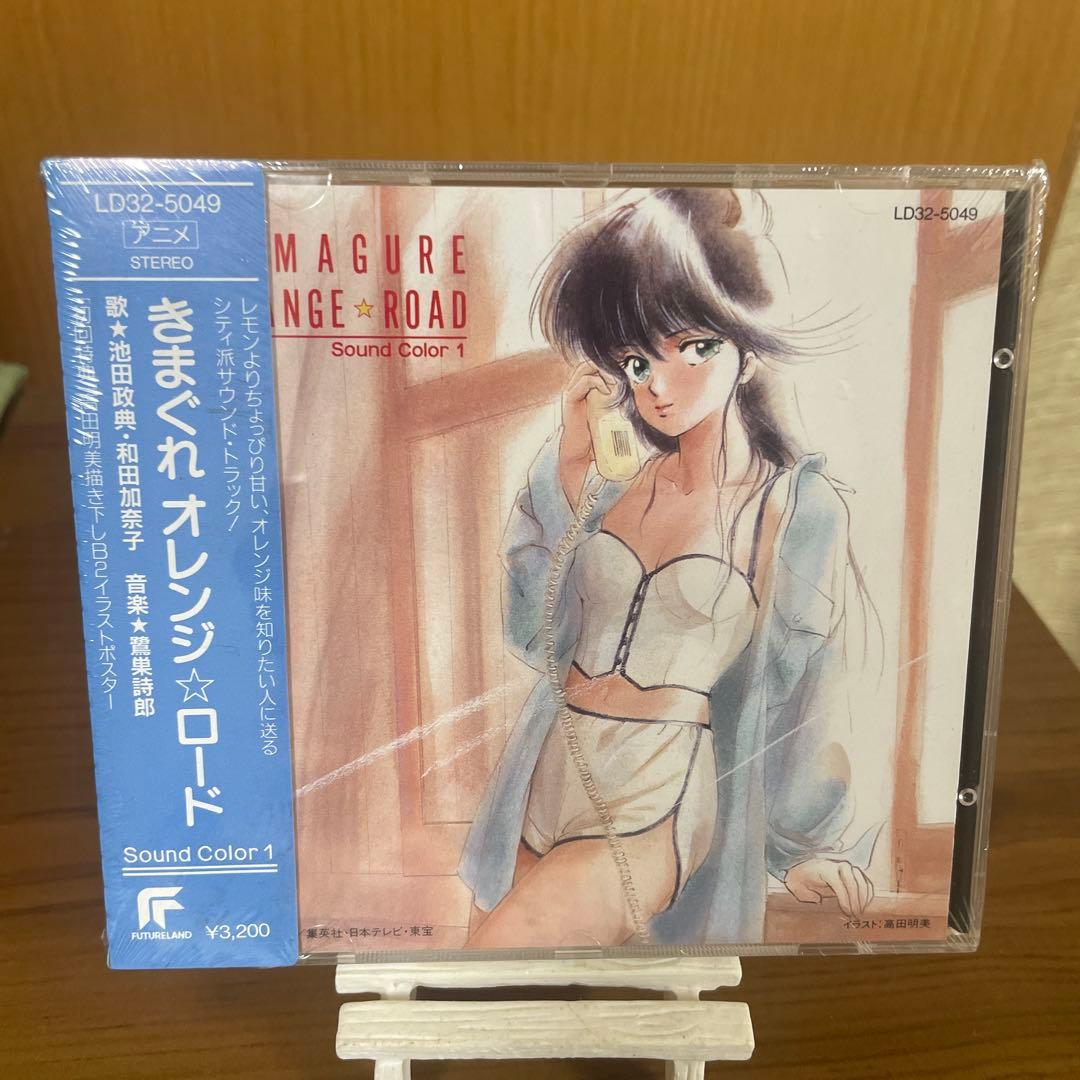 LD32-5049
アニメ
STEREO
きまぐれ オレンジ☆ロード
歌★池田政典・和田加奈子 音楽★鷺巣詩郎
田明美描き下しB2イラストポスター
レモンよりちょっぴり甘い、オレンジ味を知りたい人に送る
シティ派サウンド・トラック!
Sound Color 1
FUTURELAND
¥3,200
LD32-5049
MAGURE
ANGE☆ROAD
Sound Color 1
集英社・日本テレビ・東宝
イラスト:高田明美